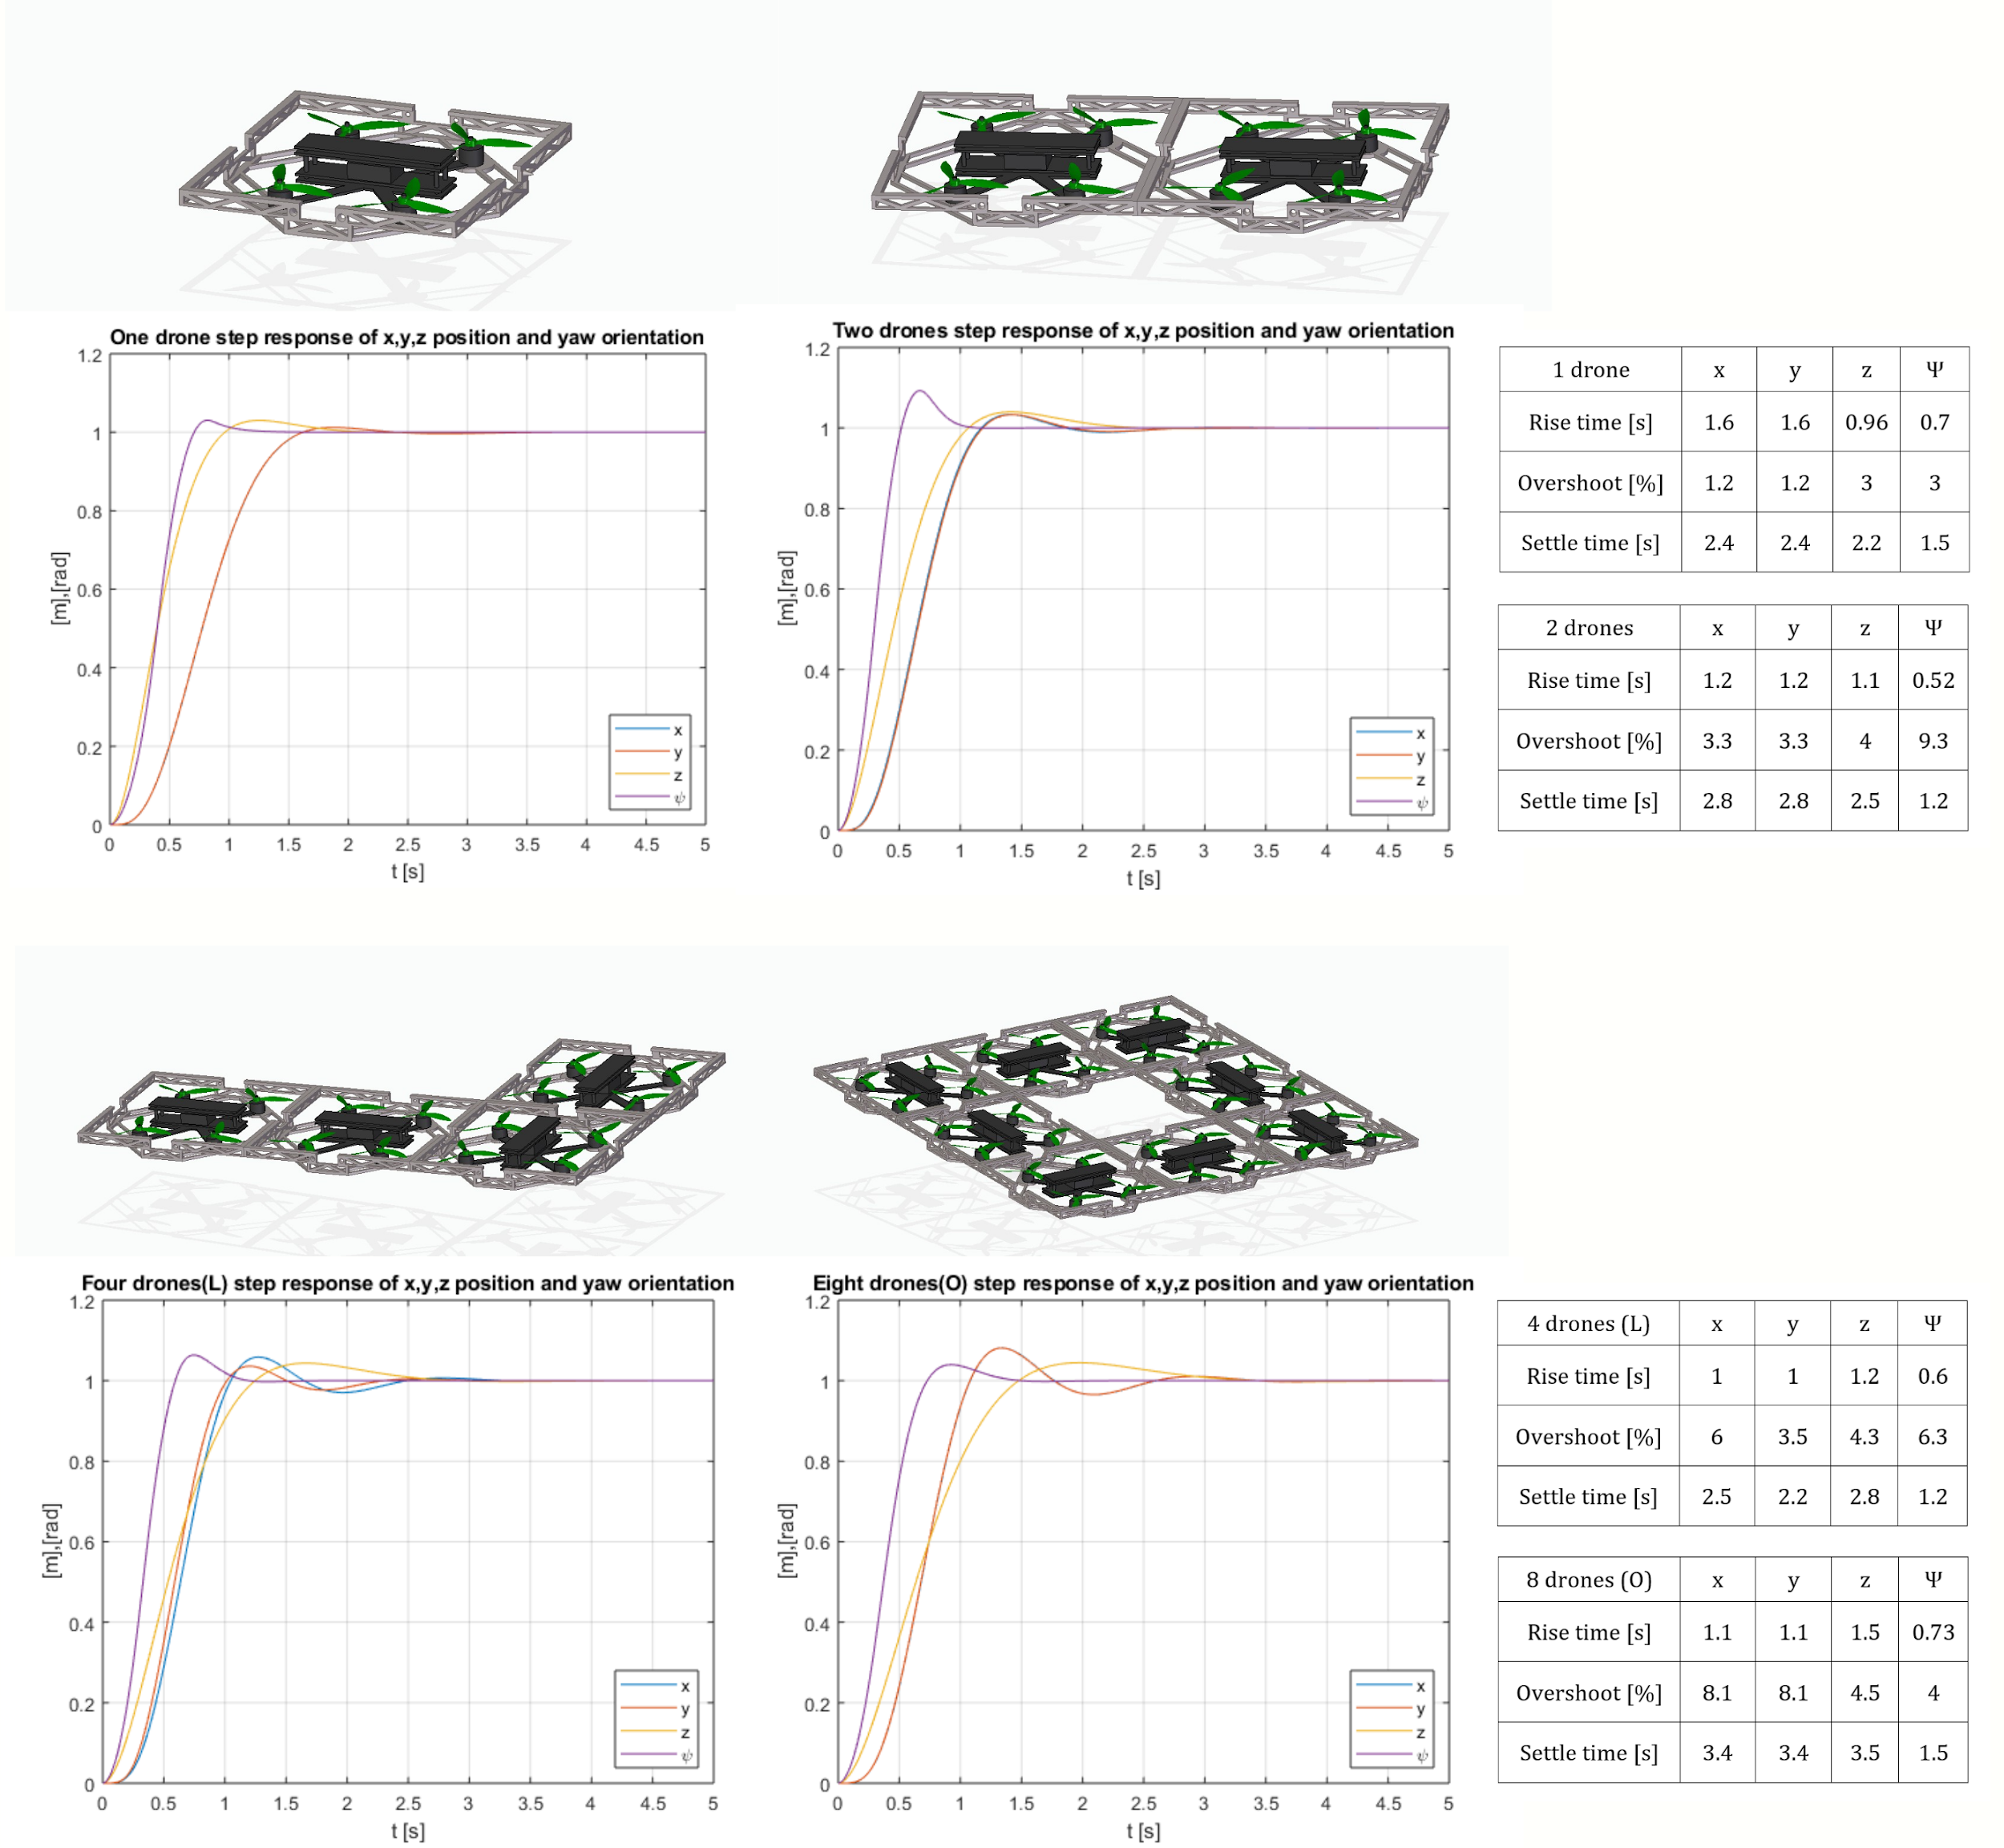 One drone step response of x,y,z position and yaw orientation
1.2
1
0.8
0.6
0.4
0.2
0
[m],[rad]
x
y
z
ψ
0 0.5 1 1.5 2 2.5 3 3.5 4 4.5 5
t [s]
Two drones step response of x,y,z position and yaw orientation
1.2
1
0.8
0.6
0.4
0.2
0
[m],[rad]
x
y
z
ψ
0 0.5 1 1.5 2 2.5 3 3.5 4 4.5 5
t [s]
1 drone x y z Ψ
Rise time [s] 1.6 1.6 0.96 0.7
Overshoot [%] 1.2 1.2 3 3
Settle time [s] 2.4 2.4 2.2 1.5
2 drones x y z Ψ
Rise time [s] 1.2 1.2 1.1 0.52
Overshoot [%] 3.3 3.3 4 9.3
Settle time [s] 2.8 2.8 2.5 1.2
Four drones(L) step response of x,y,z position and yaw orientation
1.2
1
0.8
0.6
0.4
0.2
0
[m],[rad]
x
y
z
ψ
0 0.5 1 1.5 2 2.5 3 3.5 4 4.5 5
t [s]
Eight drones(O) step response of x,y,z position and yaw orientation
1.2
1
0.8
0.6
0.4
0.2
0
[m],[rad]
x
y
z
ψ
0 0.5 1 1.5 2 2.5 3 3.5 4 4.5 5
t [s]
4 drones (L) x y z Ψ
Rise time [s] 1 1 1.2 0.6
Overshoot [%] 6 3.5 4.3 6.3
Settle time [s] 2.5 2.2 2.8 1.2
8 drones (O) x y z Ψ
Rise time [s] 1.1 1.1 1.5 0.73
Overshoot [%] 8.1 8.1 4.5 4
Settle time [s] 3.4 3.4 3.5 1.5